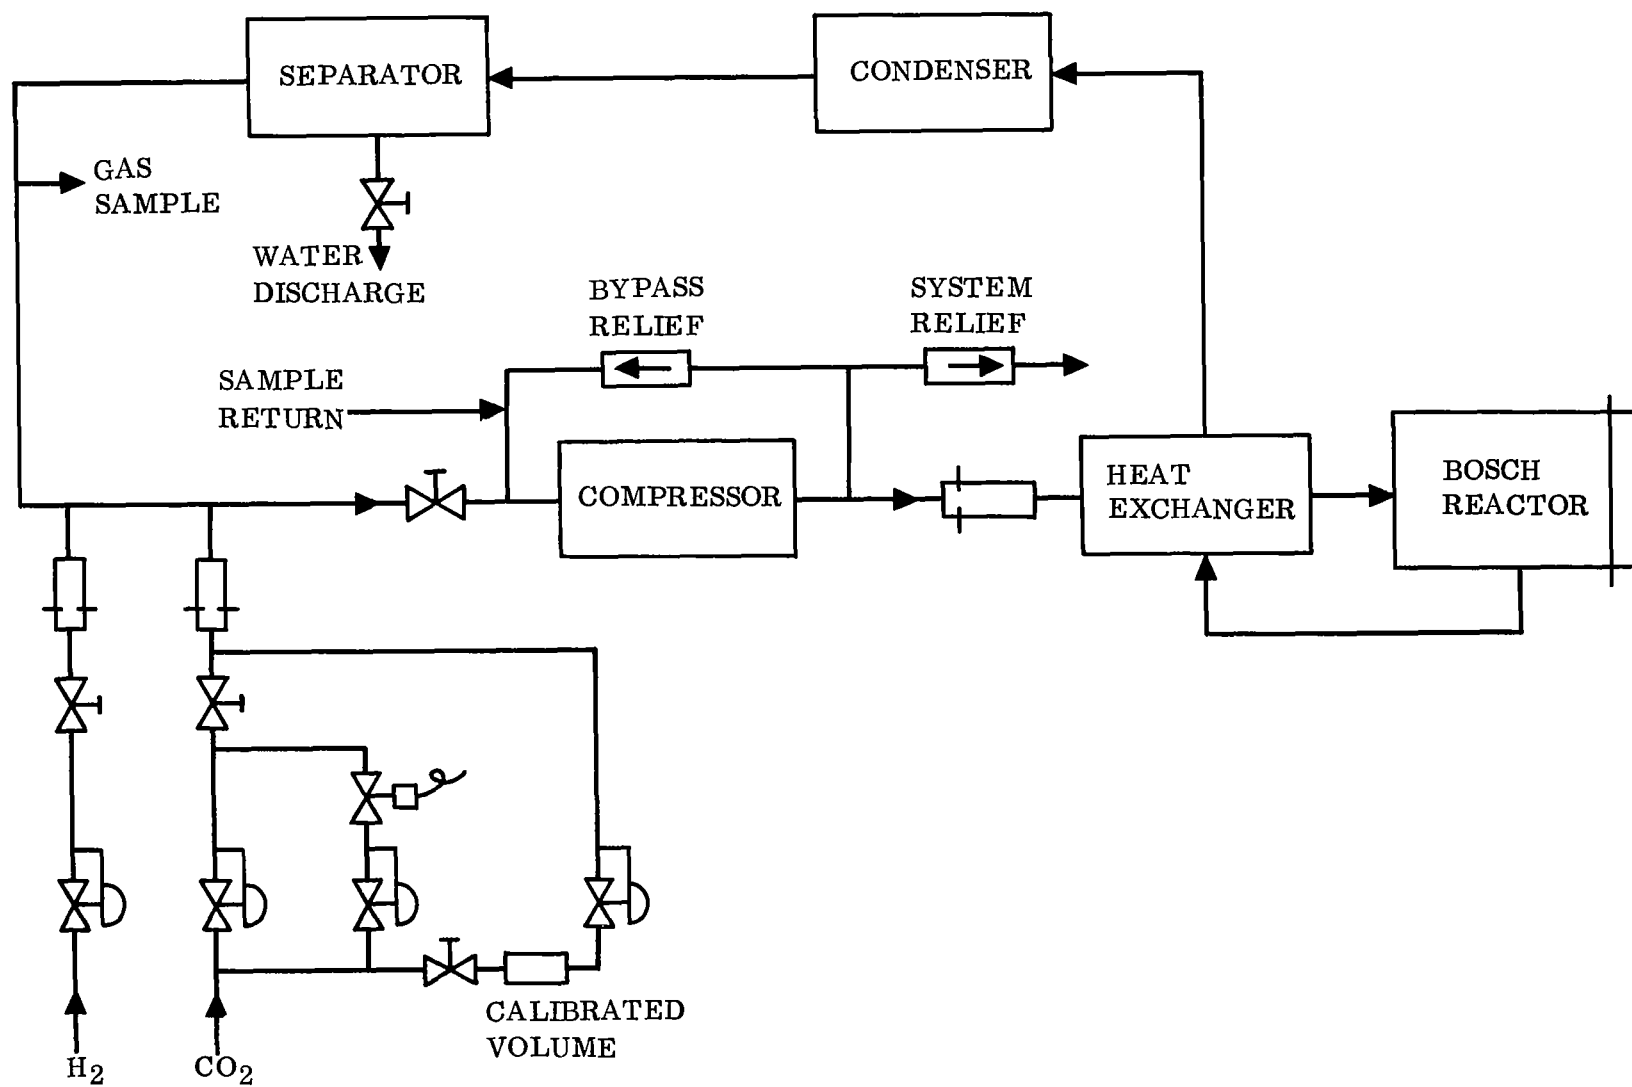 SEPARATOR
CONDENSER
GAS
SAMPLE
WATER
DISCHARGE
BYPASS
RELIEF
SYSTEM
RELIEF
SAMPLE
RETURN
COMPRESSOR
HEAT
EXCHANGER
BOSCH
REACTOR
CALIBRATED
VOLUME
H2
CO2